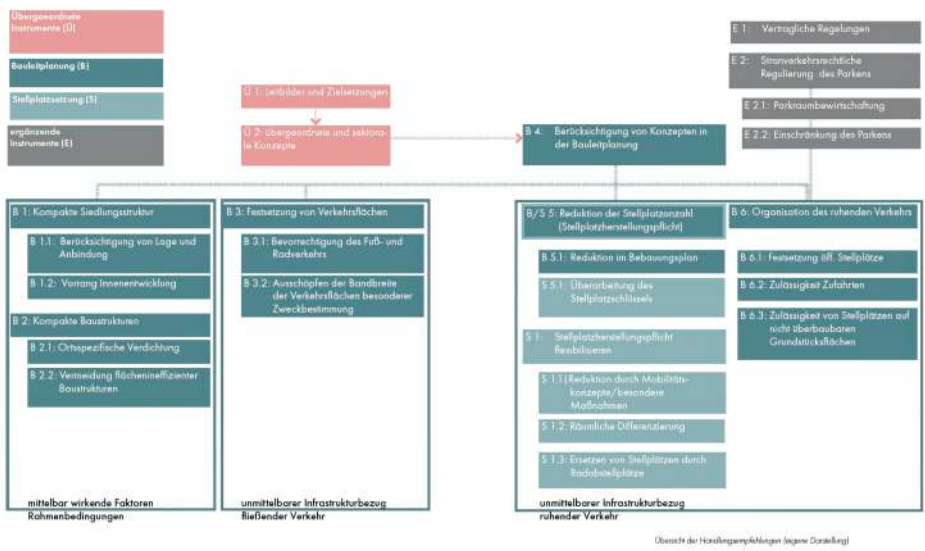 Übergeordnete
Instrumente (Ü)
Bauleitplanung (B)
Stellplatzsatzung (S)
ergänzende
Instrumente (E)
Ü 1: Leitbilder und Zielsetzungen
Ü 2: übergeordnete und sektora-
le Konzepte
B 4: Berücksichtigung von Konzepten in
der Bauleitplanung
E 1: Vertragliche Regelungen
E 2: Straßenverkehrsrechtliche
Regulierung des Parkens
E 2.1: Parkraumbewirtschaftung
E 2.2: Einschränkung des Parkens
B 1: Kompakte Siedlungsstruktur
B 1.1: Berücksichtigung von Lage und
Anbindung
B 1.2: Vorrang Innenentwicklung
B 2: Kompakte Baustrukturen
B 2.1: Ortsspezifische Verdichtung
B 2.2: Vermeidung flächenineffizienter
Baustrukturen
mittelbar wirkende Faktoren
Rahmenbedingungen
B 3: Festsetzung von Verkehrsflächen
B 3.1: Bevorrechtigung des Fuß- und
Radverkehrs
B 3.2: Ausschöpfen der Bandbreite
der Verkehrsflächen besonderer
Zweckbestimmung
unmittelbarer Infrastrukturbezug
fließender Verkehr
B/S 5: Reduktion der Stellplatzanzahl
(Stellplatzherstellungspflicht)
B.5.1: Reduktion im Bebauungsplan
S 5.1: Überarbeitung des
Stellplatzschlüssels
S 1: Stellplatzherstellungspflicht
flexibilisieren
S 1.1: Reduktion durch Mobilitäts-
konzepte/besondere
Maßnahmen
S 1.2: Räumliche Differenzierung
S 1.3: Ersetzen von Stellplätzen durch
Radabstellplätze
unmittelbarer Infrastrukturbezug
ruhender Verkehr
B 6: Organisation des ruhenden Verkehrs
B 6.1: Festsetzung öff. Stellplätze
B 6.2: Zulässigkeit Zufahrten
B 6.3: Zulässigkeit von Stellplätzen auf
nicht überbaubaren
Grundstücksflächen
Übersicht der Handlungsempfehlungen (eigene Darstellung)